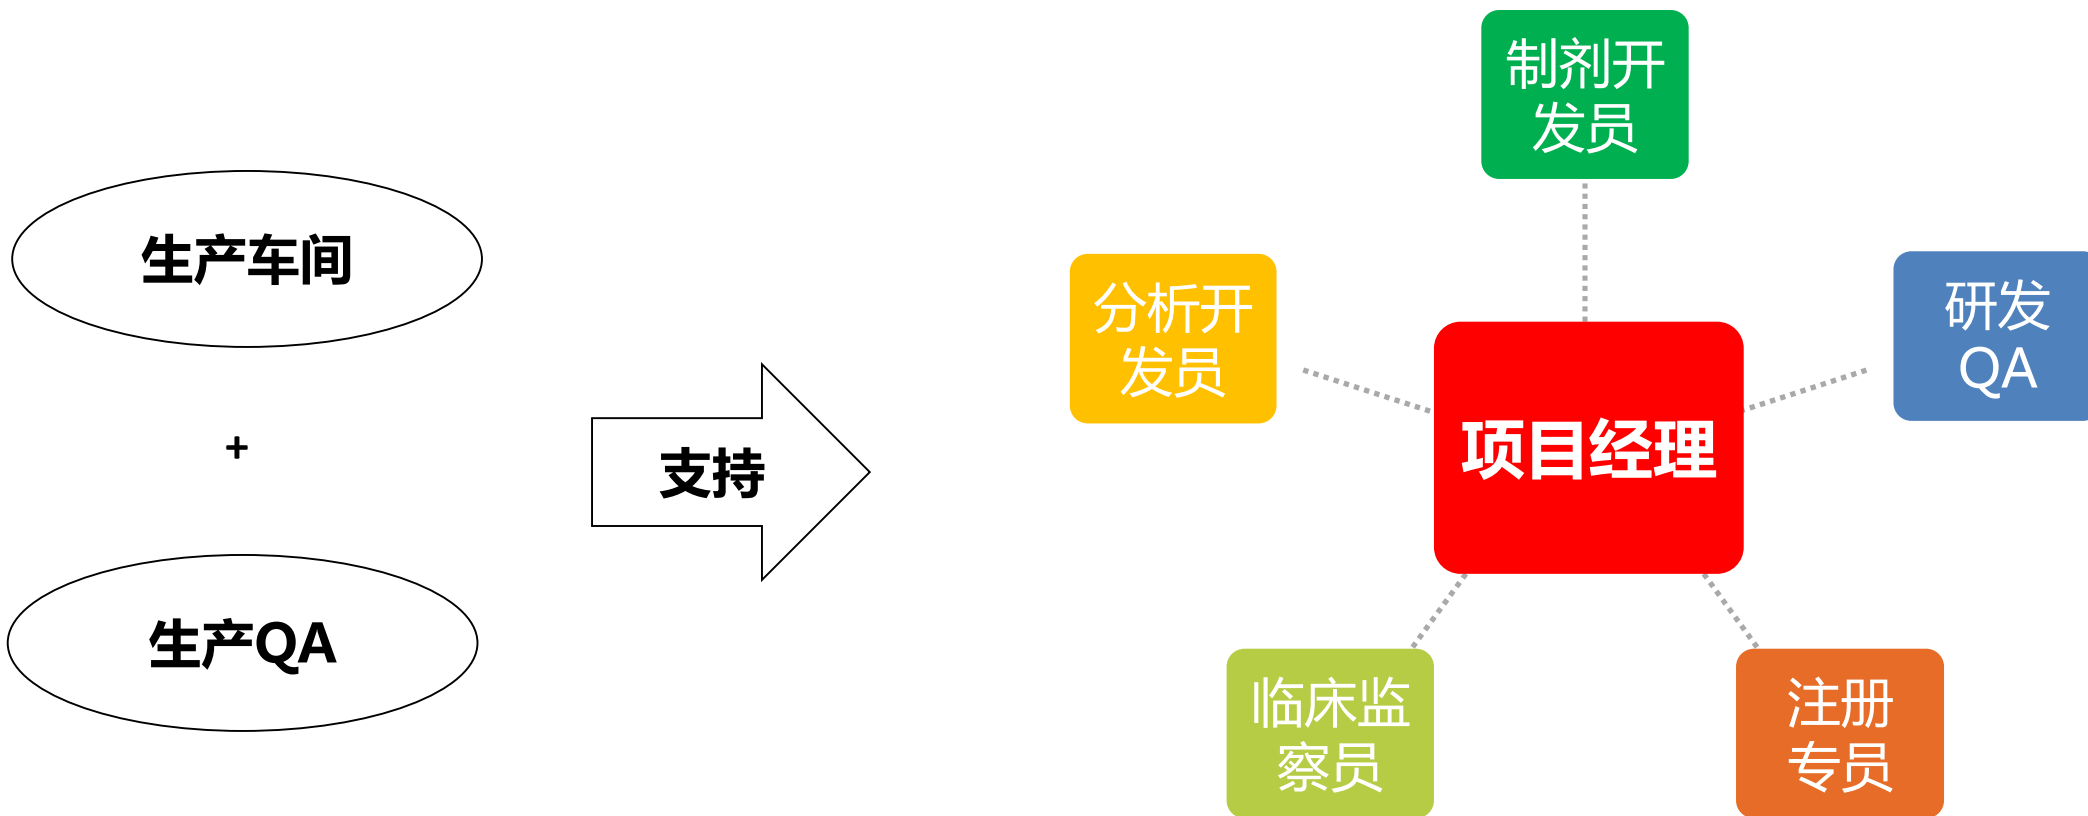 生产车间
+
生产QA
支持
制剂开
发员
分析开
发员
研发
QA
项目经理
临床监
察员
注册
专员